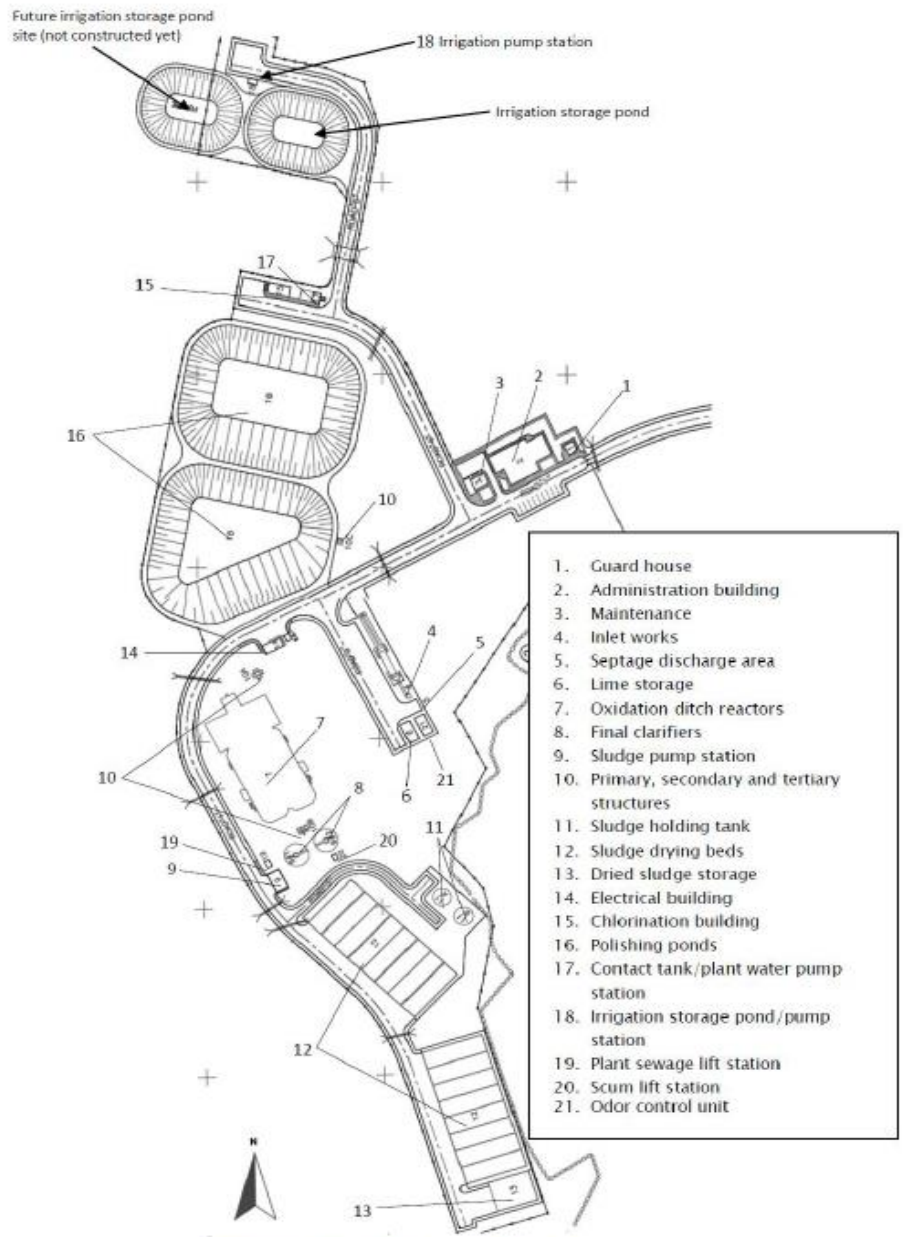 Future irrigation storage pond
site (not constructed yet)
18 Irrigation pump station
Irrigation storage pond
17
15
16
3
2
1
10
14
4
5
7
10
6
21
8
11
20
19
9
12
13
N
1. Guard house
2. Administration building
3. Maintenance
4. Inlet works
5. Septage discharge area
6. Lime storage
7. Oxidation ditch reactors
8. Final clarifiers
9. Sludge pump station
10. Primary, secondary and tertiary
structures
11. Sludge holding tank
12. Sludge drying beds
13. Dried sludge storage
14. Electrical building
15. Chlorination building
16. Polishing ponds
17. Contact tank/plant water pump
station
18. Irrigation storage pond/pump
station
19. Plant sewage lift station
20. Scum lift station
21. Odor control unit